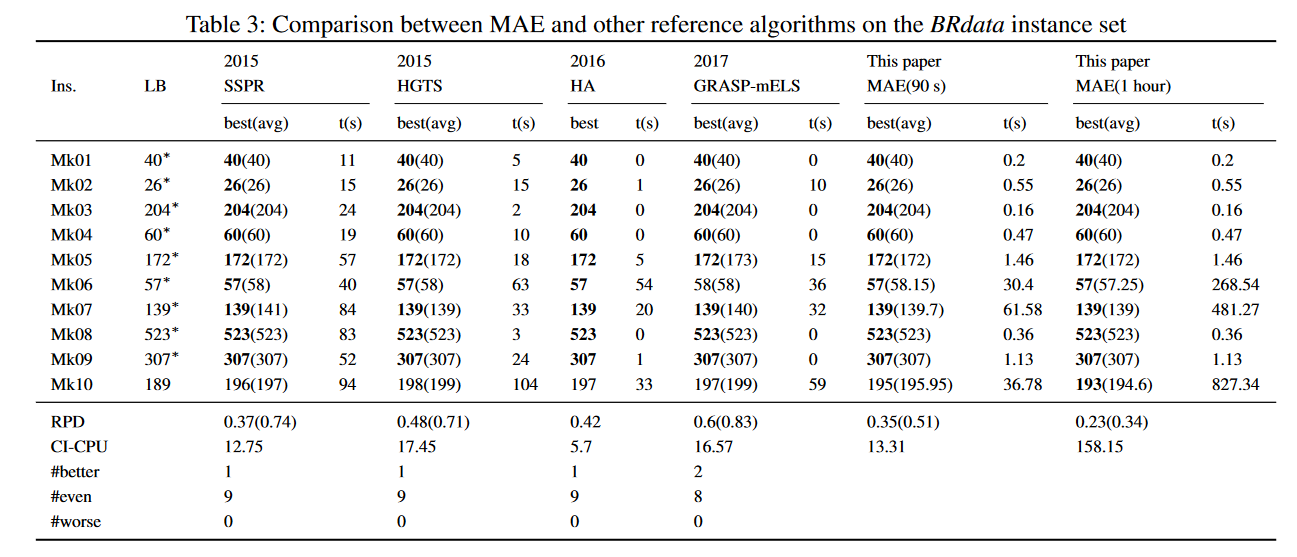 Table 3: Comparison between MAE and other reference algorithms on the BRdata instance set
2015 2015 2016 2017 This paper This paper
Ins. LB SSPR HGTS HA GRASP-mELS MAE(90 s) MAE(1 hour)
best(avg) t(s) best(avg) t(s) best t(s) best(avg) t(s) best(avg) t(s) best(avg) t(s)
Mk01 40* 40(40) 11 40(40) 5 40 0 40(40) 0 40(40) 0.2 40(40) 0.2
Mk02 26* 26(26) 15 26(26) 15 26 1 26(26) 10 26(26) 0.55 26(26) 0.55
Mk03 204* 204(204) 24 204(204) 2 204 0 204(204) 0 204(204) 0.16 204(204) 0.16
Mk04 60* 60(60) 19 60(60) 10 60 0 60(60) 0 60(60) 0.47 60(60) 0.47
Mk05 172* 172(172) 57 172(172) 18 172 5 172(173) 15 172(172) 1.46 172(172) 1.46
Mk06 57* 57(58) 40 57(58) 63 57 54 58(58) 36 57(58.15) 30.4 57(57.25) 268.54
Mk07 139* 139(141) 84 139(139) 33 139 20 139(140) 32 139(139.7) 61.58 139(139) 481.27
Mk08 523* 523(523) 83 523(523) 3 523 0 523(523) 0 523(523) 0.36 523(523) 0.36
Mk09 307* 307(307) 52 307(307) 24 307 1 307(307) 0 307(307) 1.13 307(307) 1.13
Mk10 189 196(197) 94 198(199) 104 197 33 197(199) 59 195(195.95) 36.78 193(194.6) 827.34
RPD 0.37(0.74) 0.48(0.71) 0.42 0.6(0.83) 0.35(0.51) 0.23(0.34)
CI-CPU 12.75 17.45 5.7 16.57 13.31 158.15
#better 1 1 1 2
#even 9 9 9 8
#worse 0 0 0 0